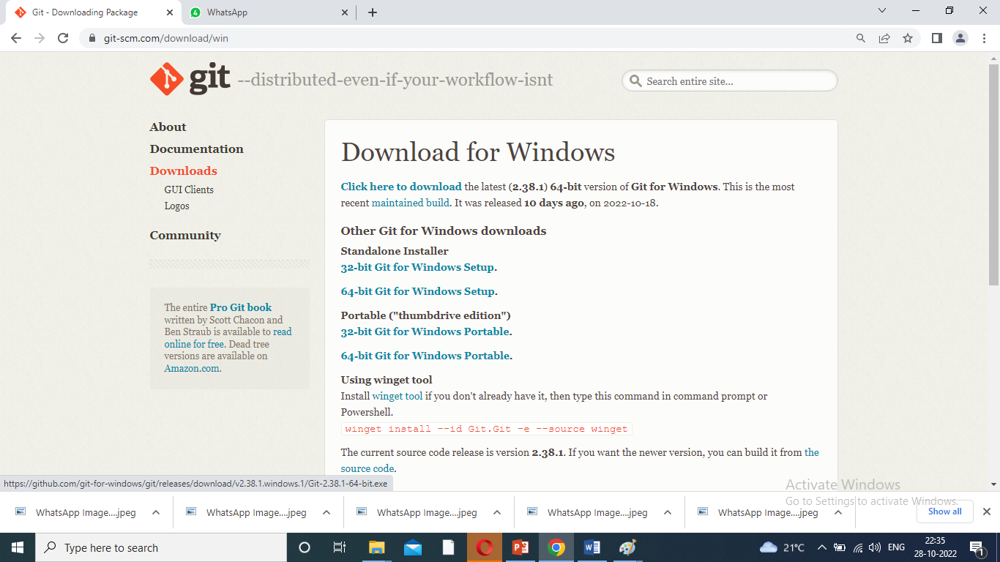 Git - Downloading Package
4
WhatsApp
git-scm.com/download/win
git --distributed-even-if-your-workflow-isnt
Search entire site...
About
Documentation
Downloads
GUI Clients
Logos
Community
The entire Pro Git book
written by Scott Chacon and
Ben Straub is available to read
online for free. Dead tree
versions are available on
Amazon.com.
Download for Windows
Click here to download the latest (2.38.1) 64-bit version of Git for Windows. This is the most
recent maintained build. It was released 10 days ago, on 2022-10-18.
Other Git for Windows downloads
Standalone Installer
32-bit Git for Windows Setup.
64-bit Git for Windows Setup.
Portable ("thumbdrive edition")
32-bit Git for Windows Portable.
64-bit Git for Windows Portable.
Using winget tool
Install winget tool if you don't already have it, then type this command in command prompt or
Powershell.
winget install --id Git.Git -e --source winget
The current source code release is version 2.38.1. If you want the newer version, you can build it from the
source code.
https://github.com/git-for-windows/git/releases/download/v2.38.1.windows.1/Git-2.38.1-64-bit.exe
Activate Windows
Go to Settings to activate Windows.
WhatsApp Image....jpeg
WhatsApp Image....jpeg
WhatsApp Image....jpeg
WhatsApp Image....jpeg
WhatsApp Image....jpeg
Show all
Type here to search
21°C
ENG
22:35
28-10-2022
1